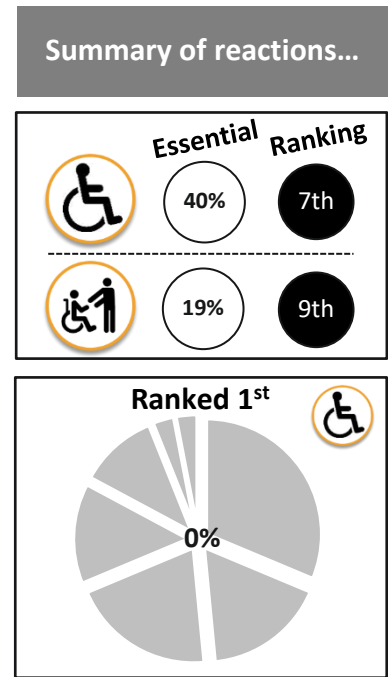 Summary of reactions...
Essential Ranking
40% 7th
19% 9th
Ranked 1st
0%